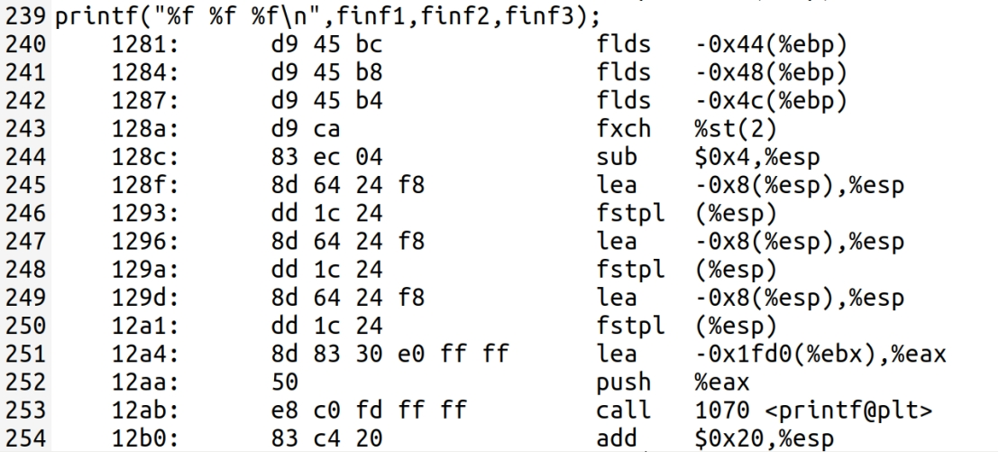 239 printf("%f %f %f\n",finf1,finf2,finf3);
240 1281: d9 45 bc flds -0x44(%ebp)
241 1284: d9 45 b8 flds -0x48(%ebp)
242 1287: d9 45 b4 flds -0x4c(%ebp)
243 128a: d9 ca fxch %st(2)
244 128c: 83 ec 04 sub $0x4,%esp
245 128f: 8d 64 24 f8 lea -0x8(%esp),%esp
246 1293: dd 1c 24 fstpl (%esp)
247 1296: 8d 64 24 f8 lea -0x8(%esp),%esp
248 129a: dd 1c 24 fstpl (%esp)
249 129d: 8d 64 24 f8 lea -0x8(%esp),%esp
250 12a1: dd 1c 24 fstpl (%esp)
251 12a4: 8d 83 30 e0 ff ff lea -0x1fd0(%ebx),%eax
252 12aa: 50 push %eax
253 12ab: e8 c0 fd ff ff call 1070 <printf@plt>
254 12b0: 83 c4 20 add $0x20,%esp